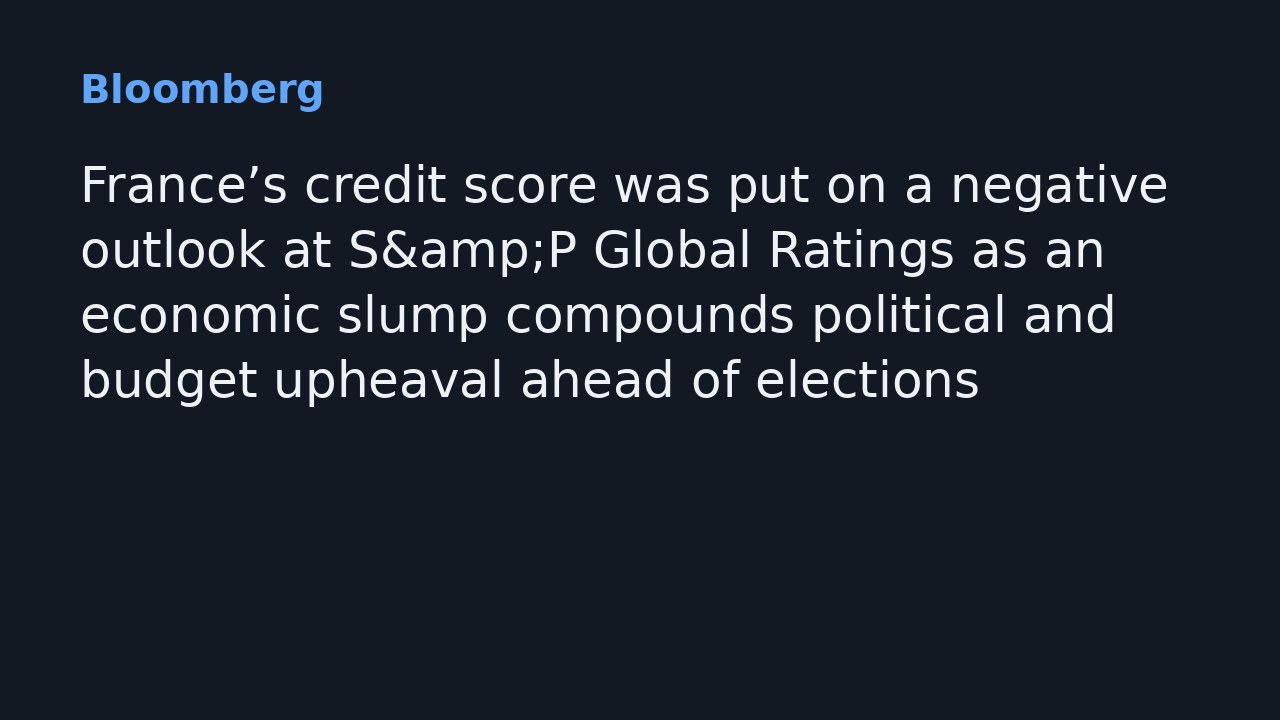 Bloomberg
France’s credit score was put on a negative
outlook at S&amp;P Global Ratings as an
economic slump compounds political and
budget upheaval ahead of elections